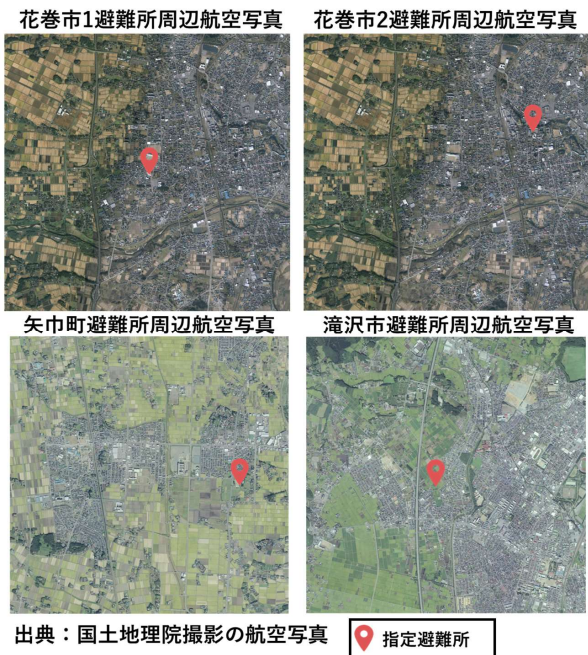 花巻市1避難所周辺航空写真
花巻市2避難所周辺航空写真
矢巾町避難所周辺航空写真
滝沢市避難所周辺航空写真
出典：国土地理院撮影の航空写真
指定避難所